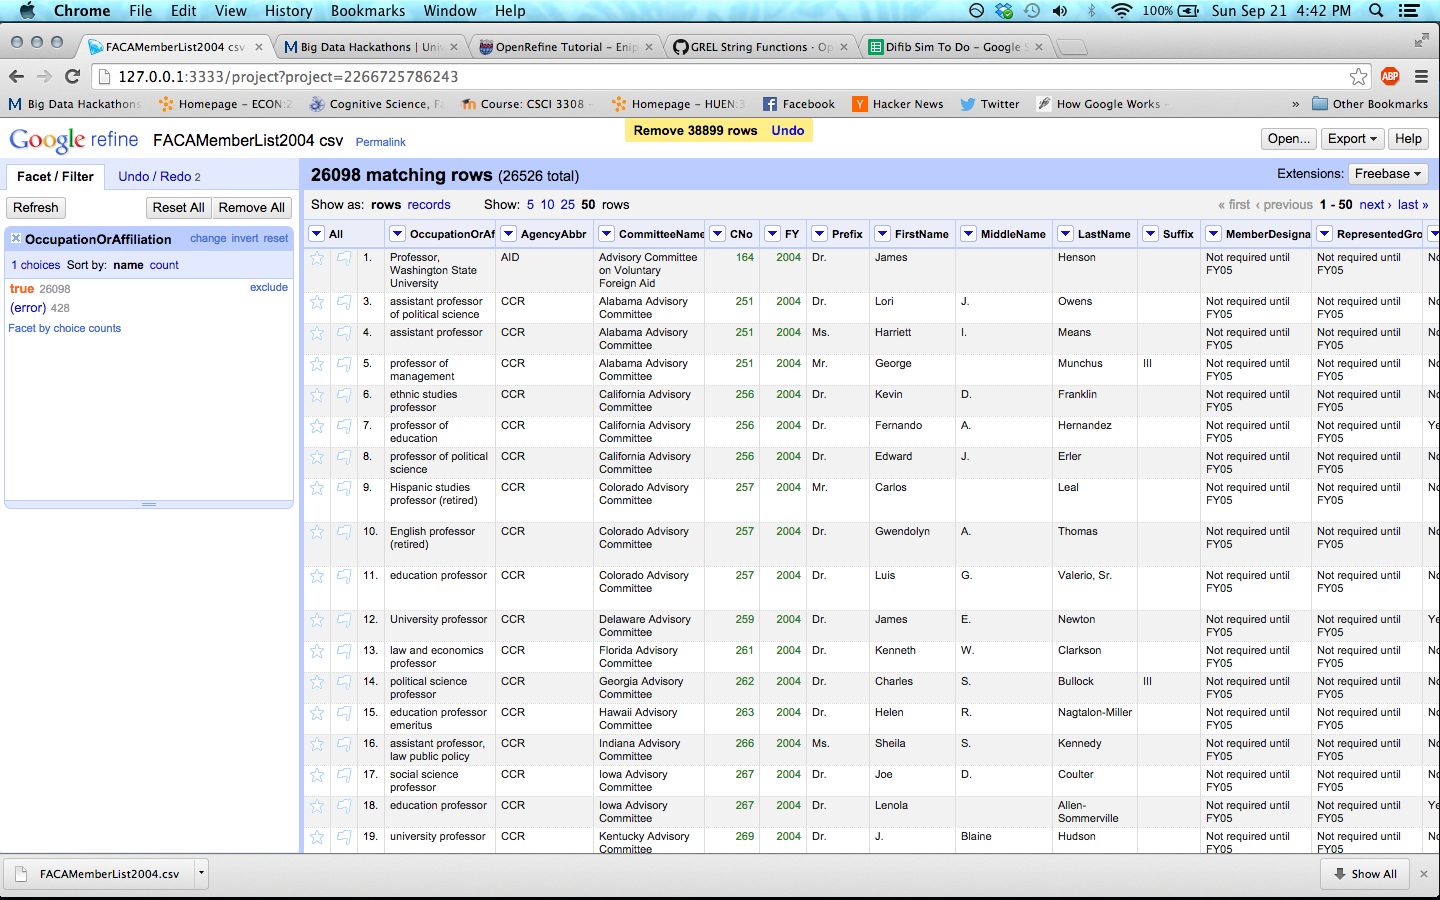 Chrome File Edit View History Bookmarks Window Help 100% Sun Sep 21 4:42 PM
FACAMemberList2004 csv Big Data Hackathons | Univ OpenRefine Tutorial – Enip GREL String Functions · Op Difib Sim To Do – Google S
127.0.0.1:3333/project?project=2266725786243 ABP
Big Data Hackathons Homepage – ECON:2 Cognitive Science, Fa Course: CSCI 3308 – Homepage – HUEN:3 Facebook Hacker News Twitter How Google Works – » Other Bookmarks
Google refine FACAMemberList2004 csv Permalink Remove 38899 rows Undo Open... Export Help
Facet / Filter Undo / Redo 2 26098 matching rows (26526 total) Extensions: Freebase
Refresh Reset All Remove All Show as: rows records Show: 5 10 25 50 rows « first ‹ previous 1 - 50 next › last »
OccupationOrAffiliation change invert reset
1 choices Sort by: name count
true 26098 exclude
(error) 428
Facet by choice counts
All OccupationOrAf AgencyAbbr CommitteeName CNo FY Prefix FirstName MiddleName LastName Suffix MemberDesigna RepresentedGro
1. Professor, AID Advisory Committee 164 2004 Dr. James Henson Not required until Not required until No
Washington State on Voluntary FY05 FY05
University Foreign Aid
3. assistant professor CCR Alabama Advisory 251 2004 Dr. Lori J. Owens Not required until Not required until No
of political science Committee FY05 FY05
4. assistant professor CCR Alabama Advisory 251 2004 Ms. Harriett I. Means Not required until Not required until No
Committee FY05 FY05
5. professor of CCR Alabama Advisory 251 2004 Mr. George Munchus III Not required until Not required until No
management Committee FY05 FY05
6. ethnic studies CCR California Advisory 256 2004 Dr. Kevin D. Franklin Not required until Not required until No
professor Committee FY05 FY05
7. professor of CCR California Advisory 256 2004 Dr. Fernando A. Hernandez Not required until Not required until Ye
education Committee FY05 FY05
8. professor of political CCR California Advisory 256 2004 Dr. Edward J. Erler Not required until Not required until No
science Committee FY05 FY05
9. Hispanic studies CCR Colorado Advisory 257 2004 Mr. Carlos Leal Not required until Not required until No
professor (retired) Committee FY05 FY05
10. English professor CCR Colorado Advisory 257 2004 Dr. Gwendolyn A. Thomas Not required until Not required until No
(retired) Committee FY05 FY05
11. education professor CCR Colorado Advisory 257 2004 Dr. Luis G. Valerio, Sr. Not required until Not required until No
Committee FY05 FY05
12. University professor CCR Delaware Advisory 259 2004 Dr. James E. Newton Not required until Not required until Ye
Committee FY05 FY05
13. law and economics CCR Florida Advisory 261 2004 Dr. Kenneth W. Clarkson Not required until Not required until No
professor Committee FY05 FY05
14. political science CCR Georgia Advisory 262 2004 Dr. Charles S. Bullock III Not required until Not required until No
professor Committee FY05 FY05
15. education professor CCR Hawaii Advisory 263 2004 Dr. Helen R. Nagtalon-Miller Not required until Not required until No
emeritus Committee FY05 FY05
16. assistant professor, CCR Indiana Advisory 266 2004 Ms. Sheila S. Kennedy Not required until Not required until No
law public policy Committee FY05 FY05
17. social science CCR Iowa Advisory 267 2004 Dr. Joe D. Coulter Not required until Not required until No
professor Committee FY05 FY05
18. education professor CCR Iowa Advisory 267 2004 Dr. Lenola Allen- Not required until Not required until Ye
Committee Sommerville FY05 FY05
19. university professor CCR Kentucky Advisory 269 2004 Dr. J. Blaine Hudson Not required until Not required until No
Committee FY05 FY05
FACAMemberList2004.csv Show All